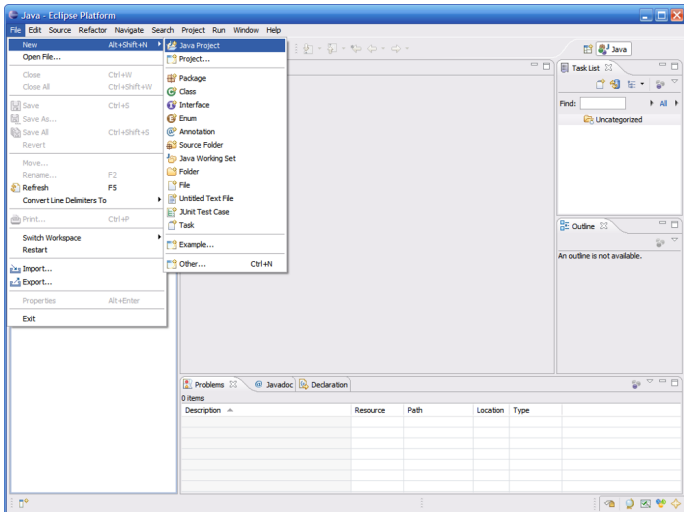 Java - Eclipse Platform
File Edit Source Refactor Navigate Search Project Run Window Help
New Alt+Shift+N
Open File...
Close Ctrl+W
Close All Ctrl+Shift+W
Save Ctrl+S
Save As...
Save All Ctrl+Shift+S
Revert
Move...
Rename... F2
Refresh F5
Convert Line Delimiters To
Print... Ctrl+P
Switch Workspace
Restart
Import...
Export...
Properties Alt+Enter
Exit
Java Project
Project...
Package
Class
Interface
Enum
Annotation
Source Folder
Java Working Set
Folder
File
Untitled Text File
JUnit Test Case
Task
Example...
Other... Ctrl+N
Java
Task List
Find: All
Uncategorized
Outline
An outline is not available.
Problems @ Javadoc Declaration
0 items
Description Resource Path Location Type